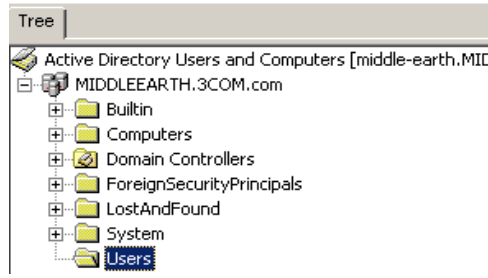 Tree
Active Directory Users and Computers [middle-earth.MID
MIDDLEEARTH.3COM.com
Builtin
Computers
Domain Controllers
ForeignSecurityPrincipals
LostAndFound
System
Users